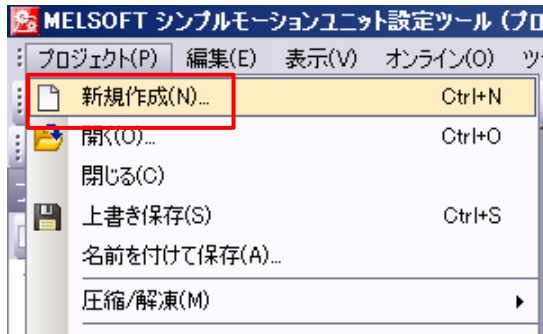 MELSOFT シンプルモーションユニット設定ツール (プロ
プロジェクト(P) 編集(E) 表示(V) オンライン(O) ツ
新規作成(N)... Ctrl+N
開く(O)... Ctrl+O
閉じる(C)
上書き保存(S) Ctrl+S
名前を付けて保存(A)...
圧縮/解凍(M)